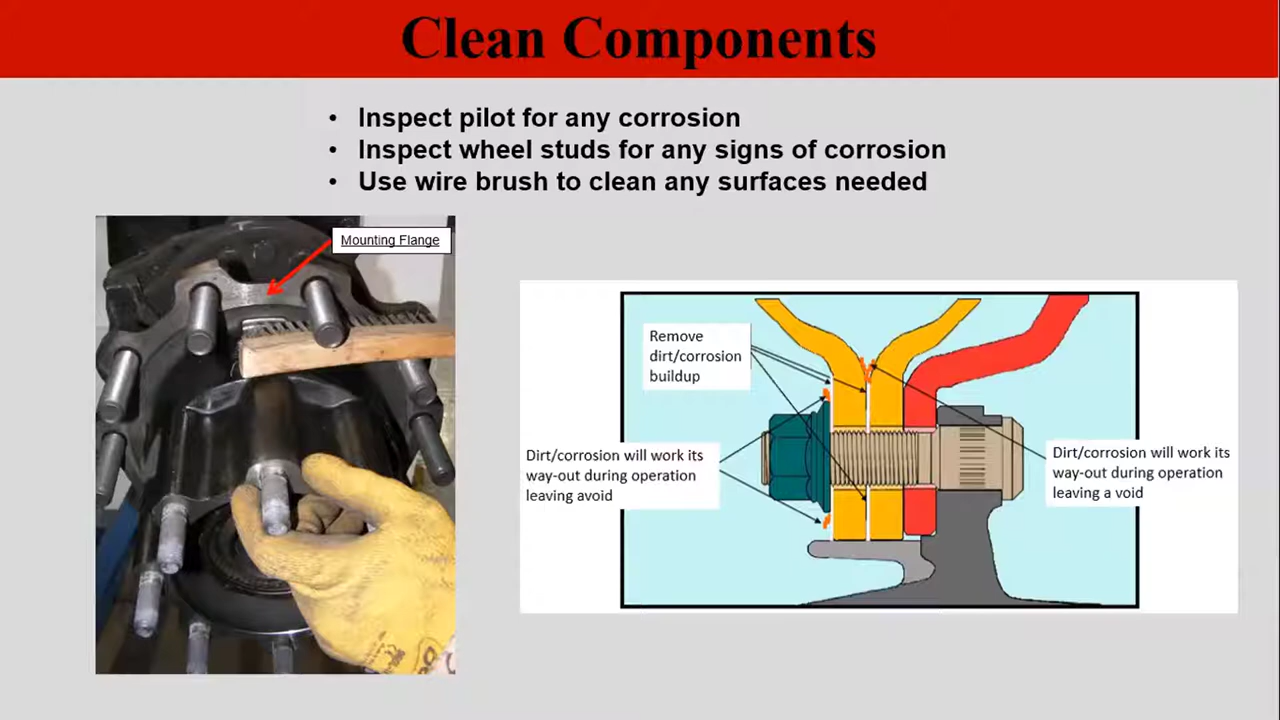 Clean Components
• Inspect pilot for any corrosion
• Inspect wheel studs for any signs of corrosion
• Use wire brush to clean any surfaces needed
Mounting Flange
Remove
dirt/corrosion
buildup
Dirt/corrosion will work its
way-out during operation
leaving avoid
Dirt/corrosion will work its
way-out during operation
leaving a void